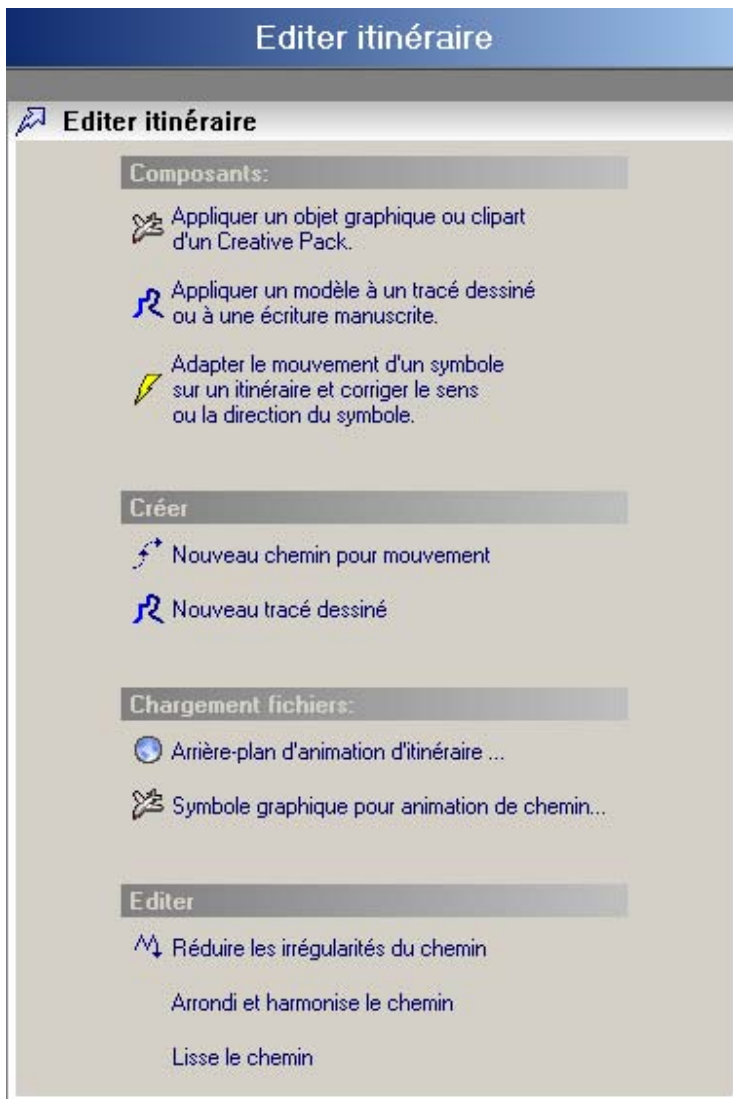 Editer itinéraire
Editer itinéraire
Composants:
Appliquer un objet graphique ou clipart
d'un Creative Pack.
Appliquer un modèle à un tracé dessiné
ou à une écriture manuscrite.
Adapter le mouvement d'un symbole
sur un itinéraire et corriger le sens
ou la direction du symbole.
Créer
Nouveau chemin pour mouvement
Nouveau tracé dessiné
Chargement fichiers:
Arrière-plan d'animation d'itinéraire ...
Symbole graphique pour animation de chemin...
Editer
Réduire les irrégularités du chemin
Arrondi et harmonise le chemin
Lisse le chemin